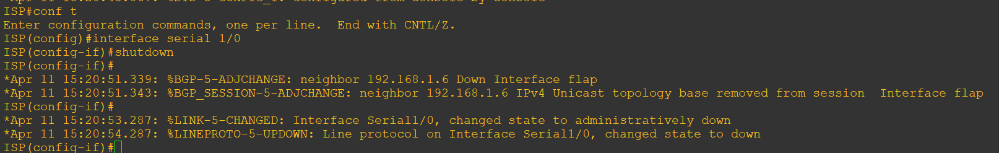 ISP#conf t
Enter configuration commands, one per line.  End with CNTL/Z.
ISP(config)#interface serial 1/0
ISP(config-if)#shutdown
ISP(config-if)#
*Apr 11 15:20:51.339: %BGP-5-ADJCHANGE: neighbor 192.168.1.6 Down Interface flap
*Apr 11 15:20:51.343: %BGP_SESSION-5-ADJCHANGE: neighbor 192.168.1.6 IPv4 Unicast topology base removed from session  Interface flap
ISP(config-if)#
*Apr 11 15:20:53.287: %LINK-5-CHANGED: Interface Serial1/0, changed state to administratively down
*Apr 11 15:20:54.287: %LINEPROTO-5-UPDOWN: Line protocol on Interface Serial1/0, changed state to down
ISP(config-if)#